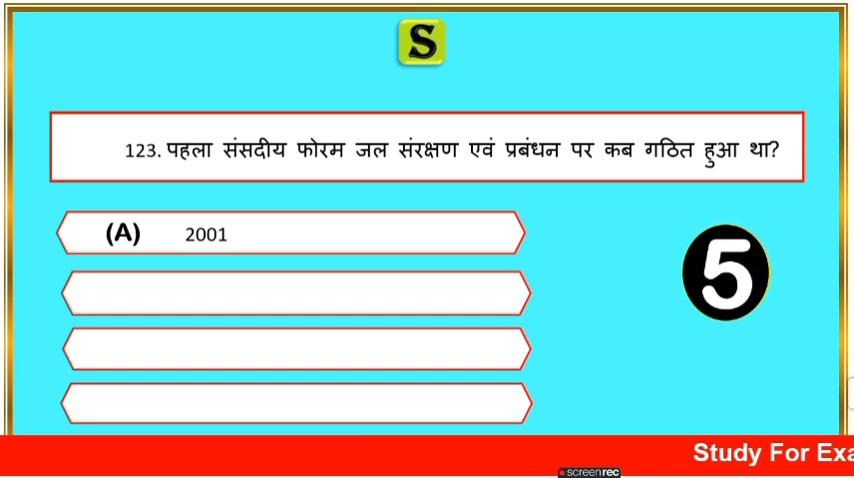 S
123. पहला संसदीय फोरम जल संरक्षण एवं प्रबंधन पर कब गठित हुआ था?
(A) 2001
5
Study For Exa
screenrec